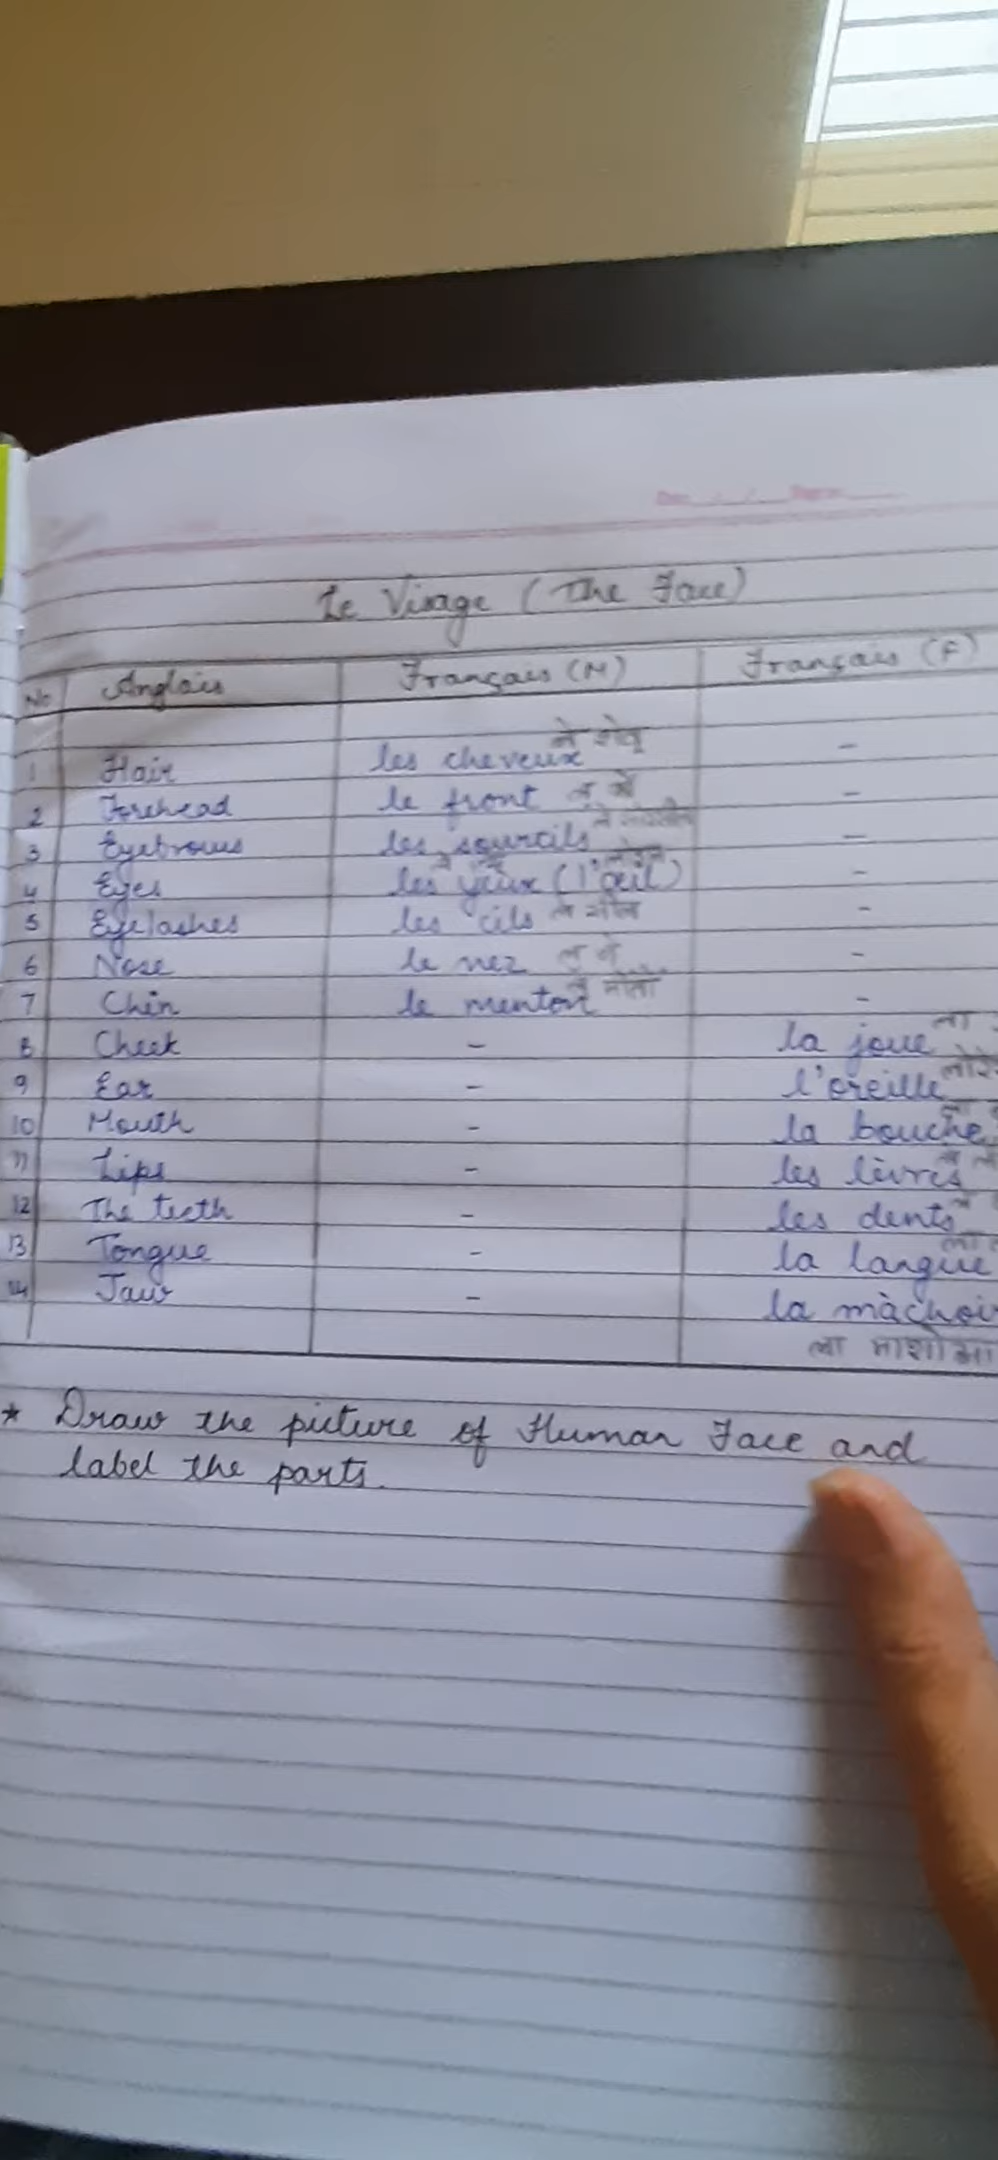 Le Visage (The Face)
No Anglais Français (M) Français (F)
1 Hair les cheveux ले शेवू -
2 Forehead le front -
3 Eyebrows les sourcils -
4 Eyes les yeux (l'œil) -
5 Eyelashes les cils ले सील -
6 Nose le nez ल ने -
7 Chin le menton -
8 Cheek - la joue ला
9 Ear - l'oreille
10 Mouth - la bouche
11 Lips - les lèvres
12 The teeth - les dents
13 Tongue - la langue
14 Jaw - la màchoi
ला माशोआ
* Draw the picture of Human Face and
label the parts.